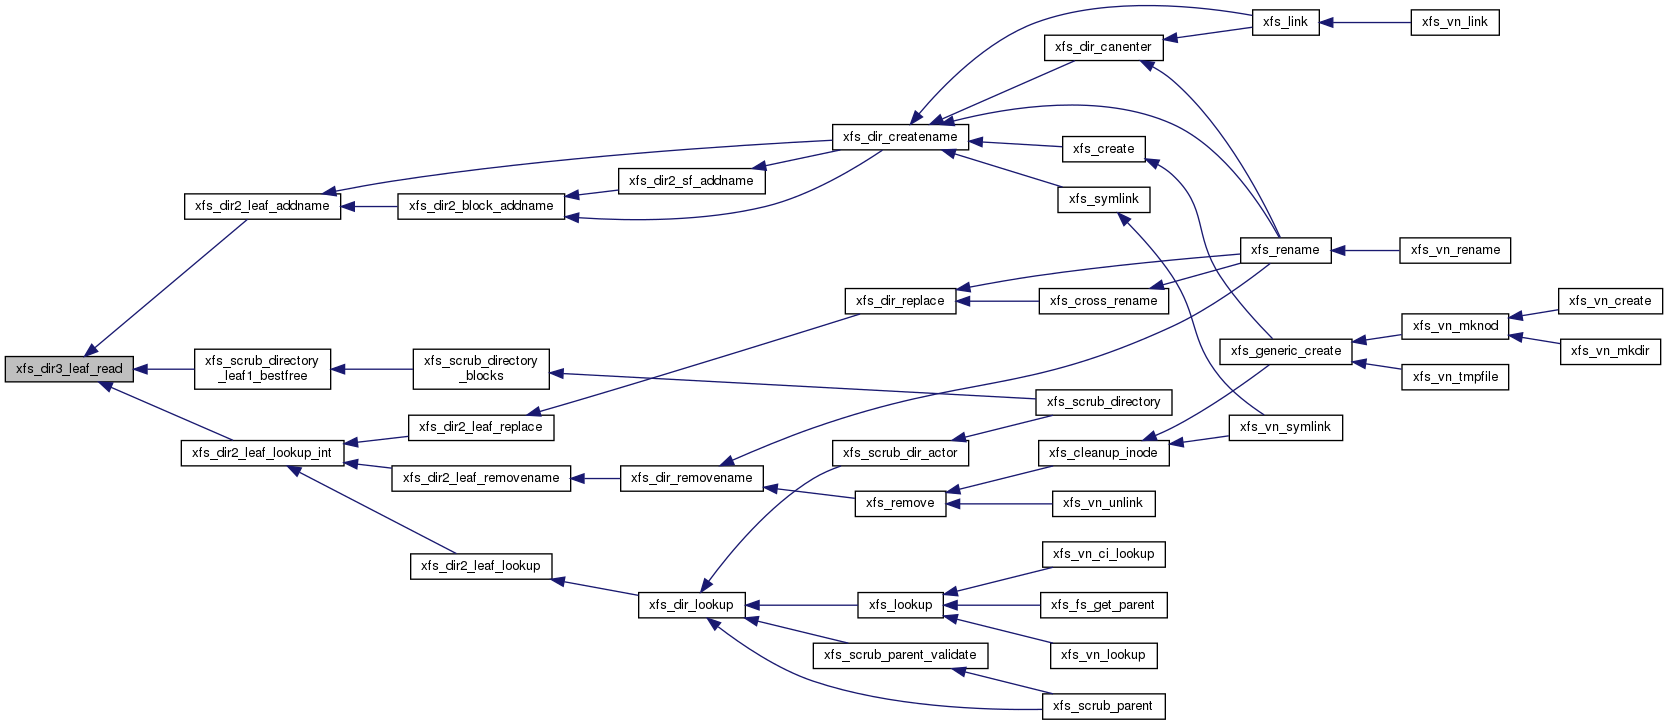 xfs_link
xfs_vn_link
xfs_dir_canenter
xfs_dir_createname
xfs_create
xfs_dir2_sf_addname
xfs_symlink
xfs_dir2_leaf_addname
xfs_dir2_block_addname
xfs_rename
xfs_vn_rename
xfs_dir_replace
xfs_cross_rename
xfs_vn_create
xfs_vn_mknod
xfs_generic_create
xfs_vn_mkdir
xfs_vn_tmpfile
xfs_dir3_leaf_read
xfs_scrub_directory
_leaf1_bestfree
xfs_scrub_directory
_blocks
xfs_scrub_directory
xfs_dir2_leaf_replace
xfs_vn_symlink
xfs_dir2_leaf_lookup_int
xfs_scrub_dir_actor
xfs_cleanup_inode
xfs_dir2_leaf_removename
xfs_dir_removename
xfs_remove
xfs_vn_unlink
xfs_dir2_leaf_lookup
xfs_vn_ci_lookup
xfs_dir_lookup
xfs_lookup
xfs_fs_get_parent
xfs_scrub_parent_validate
xfs_vn_lookup
xfs_scrub_parent